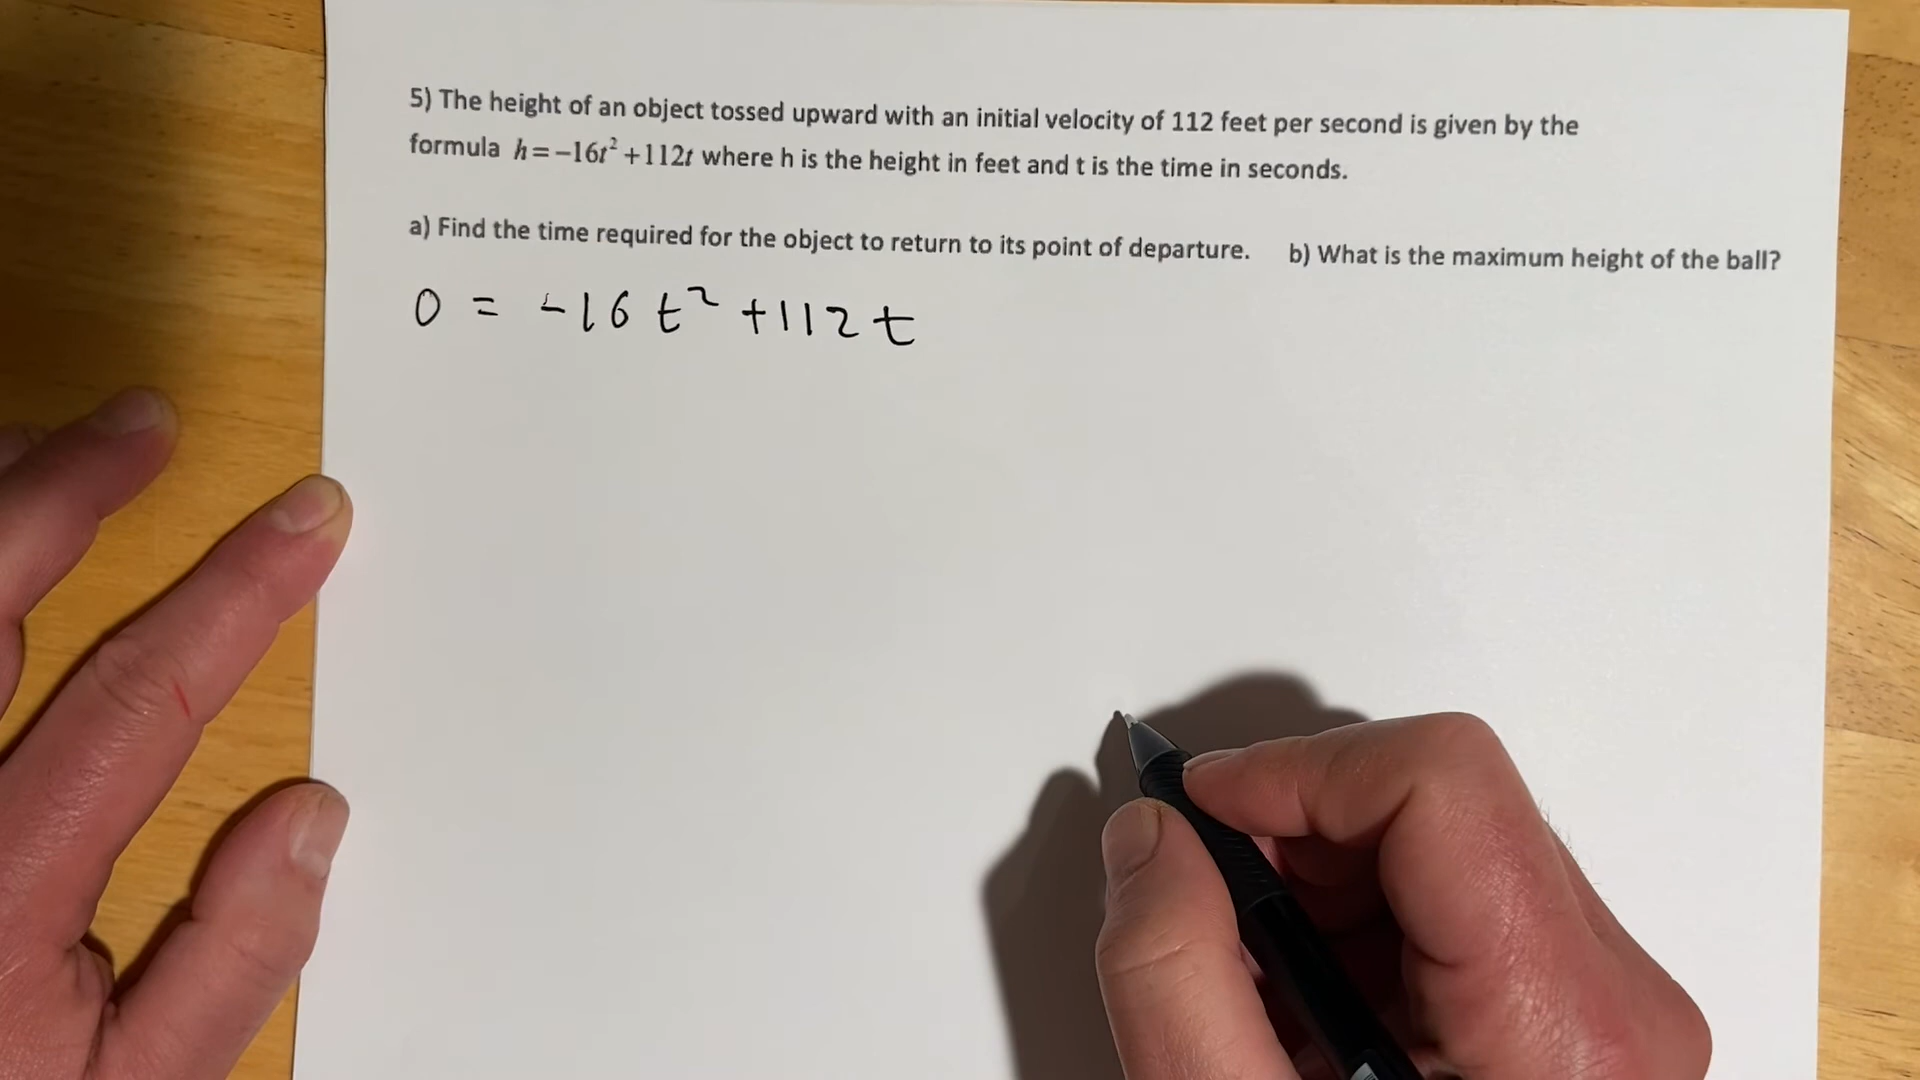 5) The height of an object tossed upward with an initial velocity of 112 feet per second is given by the
formula h=−16t²+112t where h is the height in feet and t is the time in seconds.
a) Find the time required for the object to return to its point of departure. b) What is the maximum height of the ball?
0 = -16t² +112t